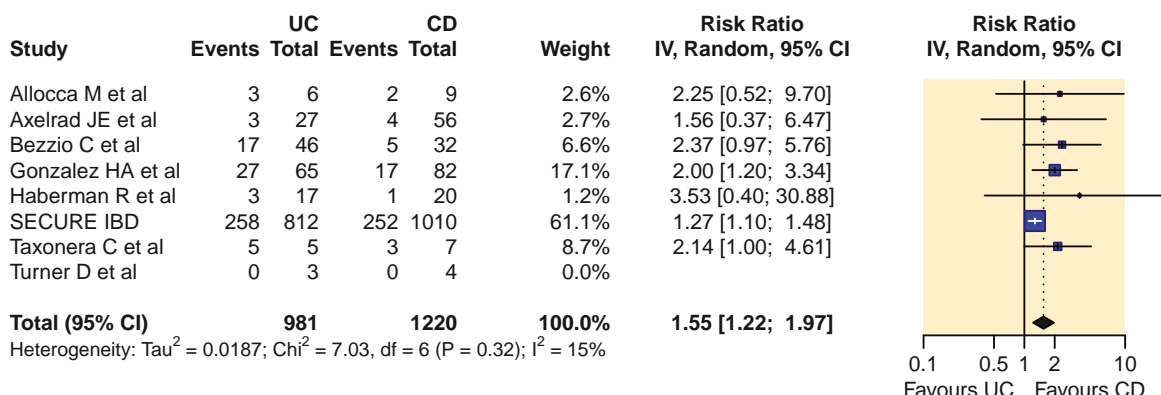 UC CD Risk Ratio Risk Ratio
Study Events Total Events Total Weight IV, Random, 95% CI IV, Random, 95% CI
Allocca M et al 3 6 2 9 2.6% 2.25 [0.52; 9.70]
Axelrad JE et al 3 27 4 56 2.7% 1.56 [0.37; 6.47]
Bezzio C et al 17 46 5 32 6.6% 2.37 [0.97; 5.76]
Gonzalez HA et al 27 65 17 82 17.1% 2.00 [1.20; 3.34]
Haberman R et al 3 17 1 20 1.2% 3.53 [0.40; 30.88]
SECURE IBD 258 812 252 1010 61.1% 1.27 [1.10; 1.48]
Taxonera C et al 5 5 3 7 8.7% 2.14 [1.00; 4.61]
Turner D et al 0 3 0 4 0.0%
Total (95% CI) 981 1220 100.0% 1.55 [1.22; 1.97]
Heterogeneity: Tau² = 0.0187; Chi² = 7.03, df = 6 (P = 0.32); I² = 15%
0.1 0.5 1 2 10
Favours UC Favours CD